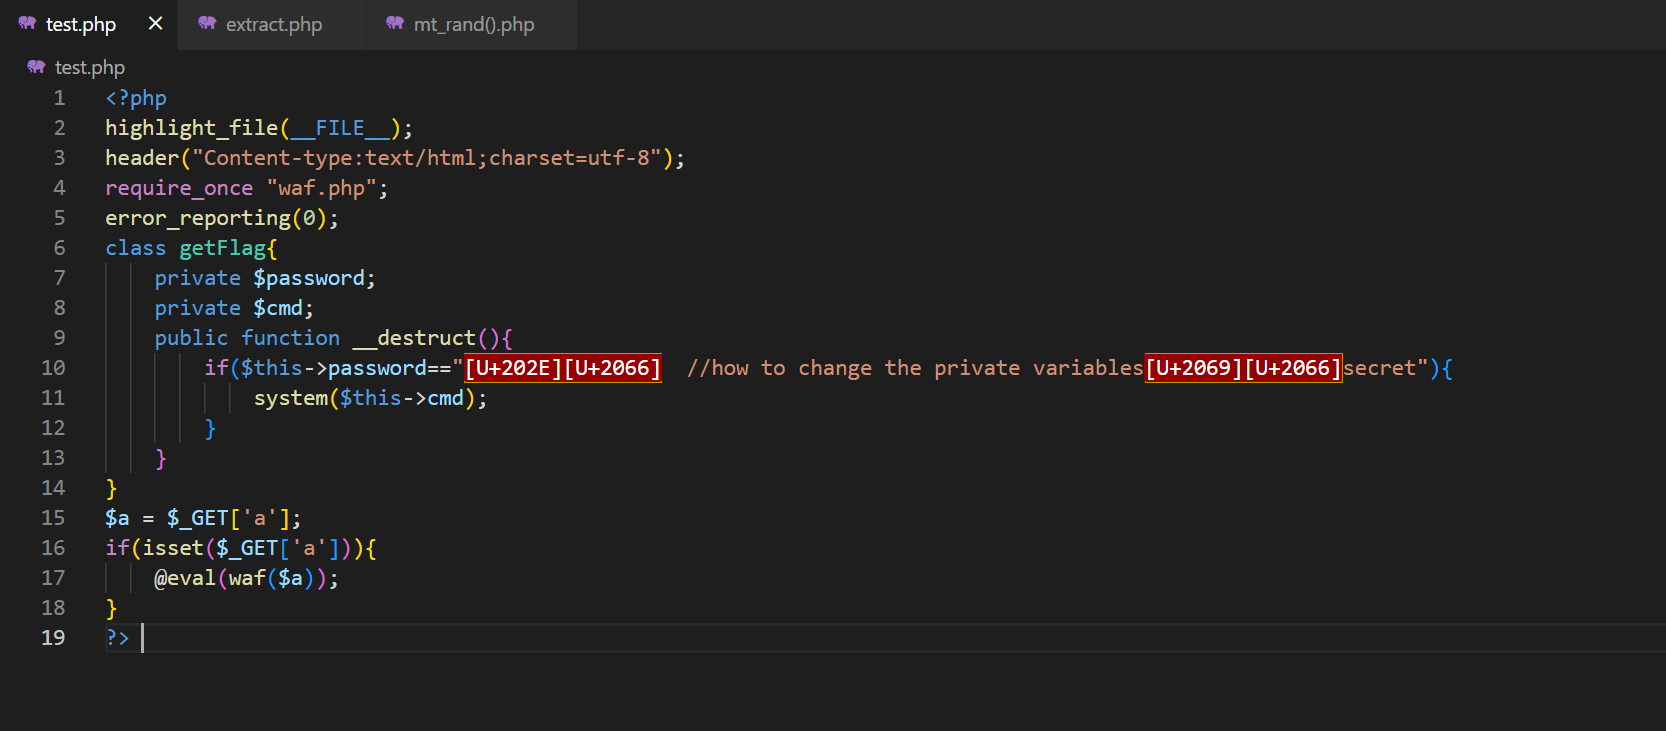 test.php × extract.php mt_rand().php
test.php
1 <?php
2 highlight_file(__FILE__);
3 header("Content-type:text/html;charset=utf-8");
4 require_once "waf.php";
5 error_reporting(0);
6 class getFlag{
7     private $password;
8     private $cmd;
9     public function __destruct(){
10         if($this->password=="[U+202E][U+2066]  //how to change the private variables[U+2069][U+2066]secret"){
11             system($this->cmd);
12         }
13     }
14 }
15 $a = $_GET['a'];
16 if(isset($_GET['a'])){
17     @eval(waf($a));
18 }
19 ?>